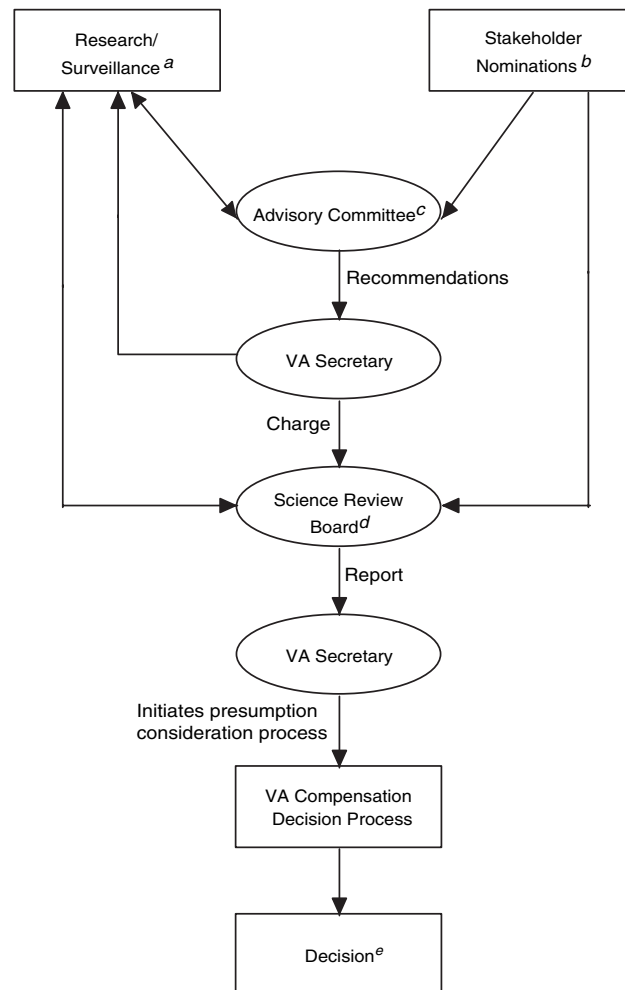 Research/
Surveillance a
Stakeholder
Nominations b
Advisory Committee c
Recommendations
VA Secretary
Charge
Science Review
Board d
Report
VA Secretary
Initiates presumption
consideration process
VA Compensation
Decision Process
Decision e